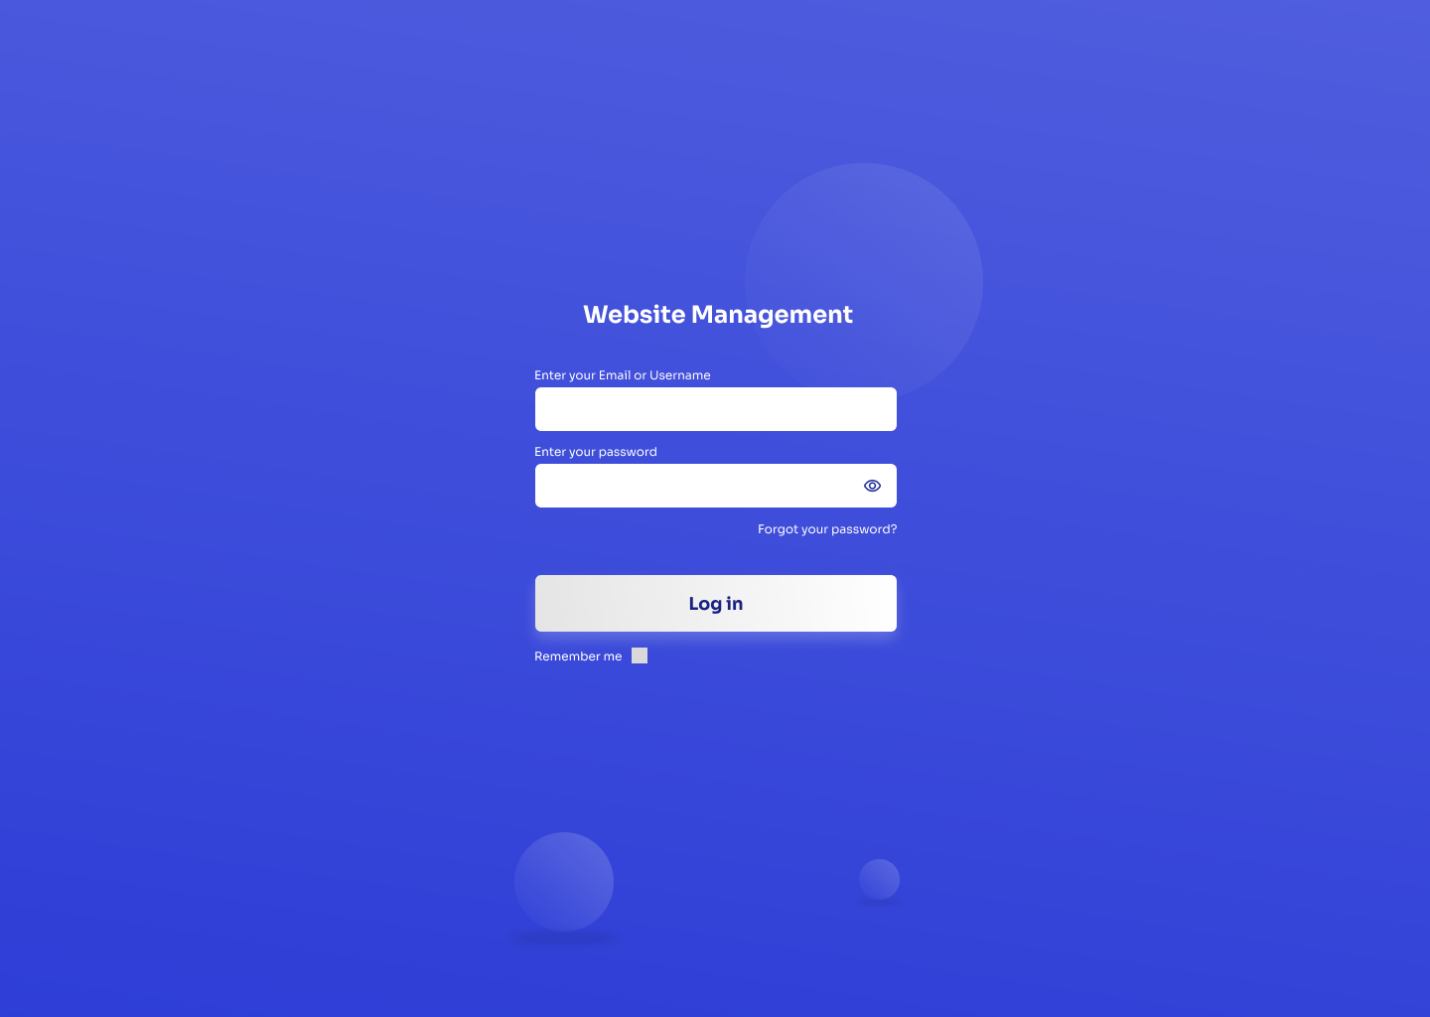 Website Management
Enter your Email or Username
Enter your password
Forgot your password?
Log in
Remember me